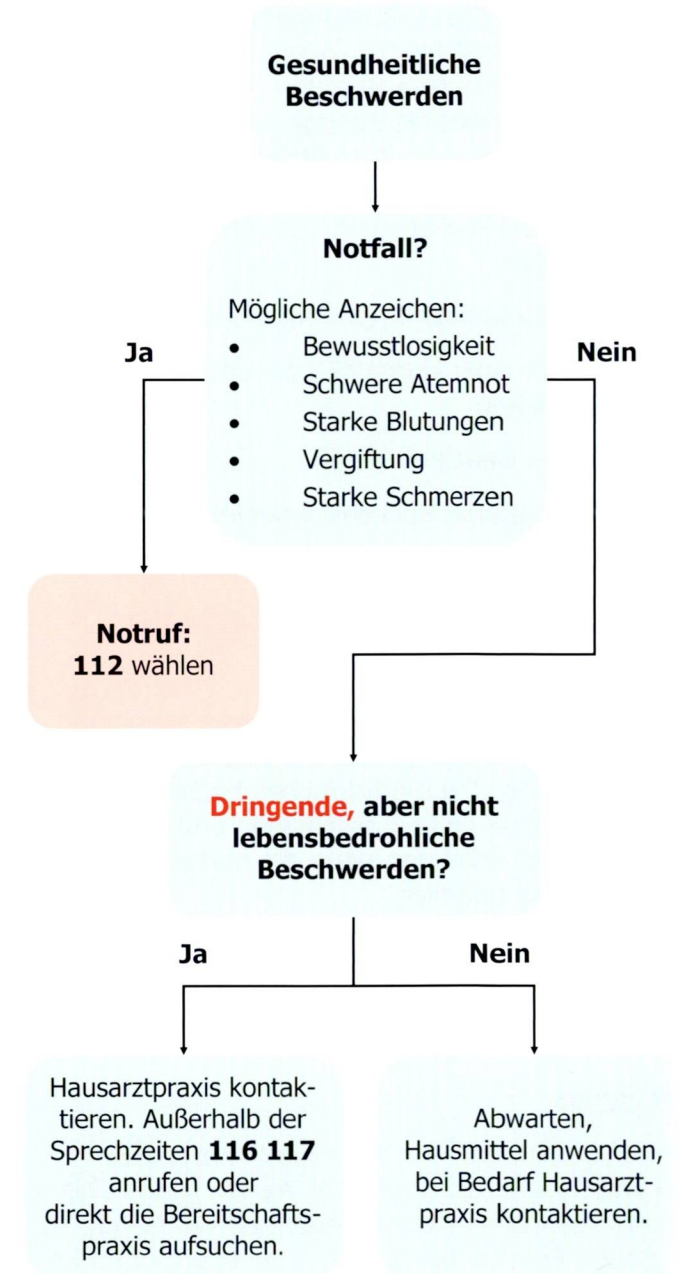 Gesundheitliche
Beschwerden
Notfall?
Mögliche Anzeichen:
• Bewusstlosigkeit
• Schwere Atemnot
• Starke Blutungen
• Vergiftung
• Starke Schmerzen
Ja
Nein
Notruf:
112 wählen
Dringende, aber nicht
lebensbedrohliche
Beschwerden?
Ja
Nein
Hausarztpraxis kontak-
tieren. Außerhalb der
Sprechzeiten 116 117
anrufen oder
direkt die Bereitschafts-
praxis aufsuchen.
Abwarten,
Hausmittel anwenden,
bei Bedarf Hausarzt-
praxis kontaktieren.